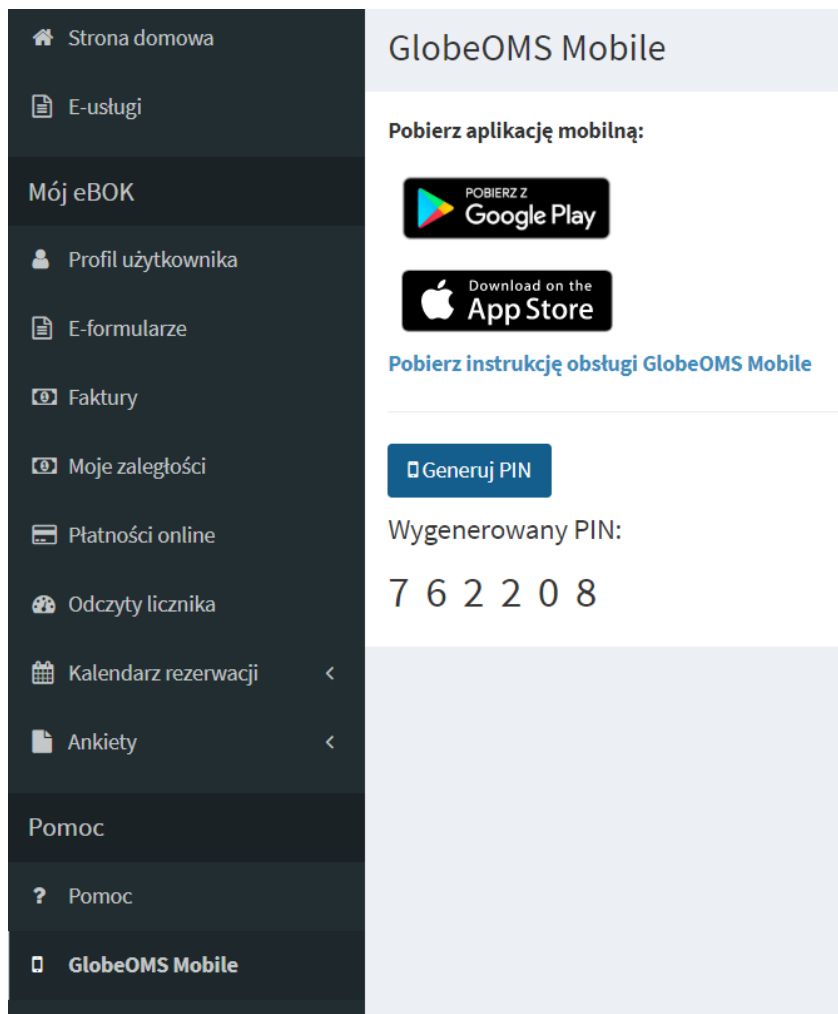 Strona domowa
E-usługi
Mój eBOK
Profil użytkownika
E-formularze
Faktury
Moje zaległości
Płatności online
Odczyty licznika
Kalendarz rezerwacji
Ankiety
Pomoc
Pomoc
GlobeOMS Mobile
GlobeOMS Mobile
Pobierz aplikację mobilną:
POBIERZ Z
Google Play
Download on the
App Store
Pobierz instrukcję obsługi GlobeOMS Mobile
Generuj PIN
Wygenerowany PIN:
7 6 2 2 0 8